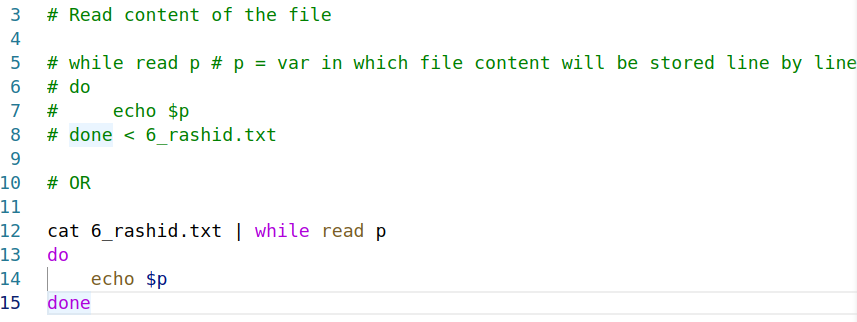 3 # Read content of the file
4
5 # while read p # p = var in which file content will be stored line by line
6 # do
7 #     echo $p
8 # done < 6_rashid.txt
9
10 # OR
11
12 cat 6_rashid.txt | while read p
13 do
14     echo $p
15 done